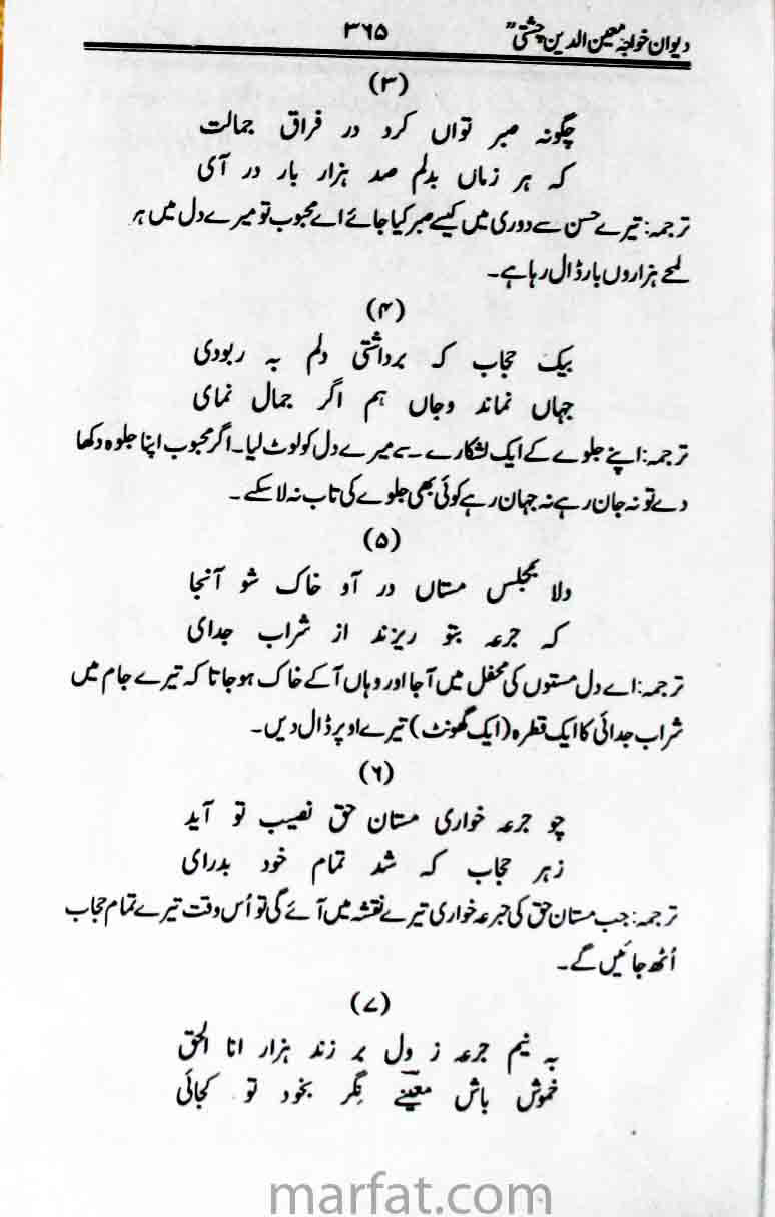 دیوان خواجہ معین الدین چشتیؒ ۳۶۵
(۳)
چگونہ صبر تواں کرد در فراق جمالت
کہ ہر زماں بدلم صد ہزار بار در آی
ترجمہ: تیرے حسن سے دوری میں کیسے صبر کیا جائے اے محبوب تو میرے دل میں ہر
لمحے ہزاروں بار ڈال رہا ہے۔
(۴)
بیک حجاب کہ برداشتی دلم بہ ربودی
جہاں نماند وجاں ہم اگر جمال نمای
ترجمہ: اپنے جلوے کے ایک لشکارے سے میرے دل کو لوٹ لیا۔ اگر محبوب اپنا جلوہ دکھا
دے تو نہ جان رہے نہ جہان رہے کوئی بھی جلوے کی تاب نہ لا سکے۔
(۵)
دلا بمجلس مستاں در آو خاک شو آنجا
کہ جرعہ بتو ریزند از شراب جدای
ترجمہ: اے دل مستوں کی محفل میں آ جا اور وہاں آ کے خاک ہو جا تا کہ تیرے جام میں
شراب جدائی کا ایک قطرہ (ایک گھونٹ) تیرے اوپر ڈال دیں۔
(۶)
چو جرعہ خواری مستان حق نصیب تو آید
زہر حجاب کہ شد تمام خود بدرای
ترجمہ: جب مستان حق کی جرعہ خواری تیرے نقشہ میں آئے گی تو اُس وقت تیرے تمام حجاب
اُٹھ جائیں گے۔
(۷)
بہ نیم جرعہ ز ول بر زند ہزار انا الحق
خموش باش معینؔے نگر بخود تو کجائی
marfat.com